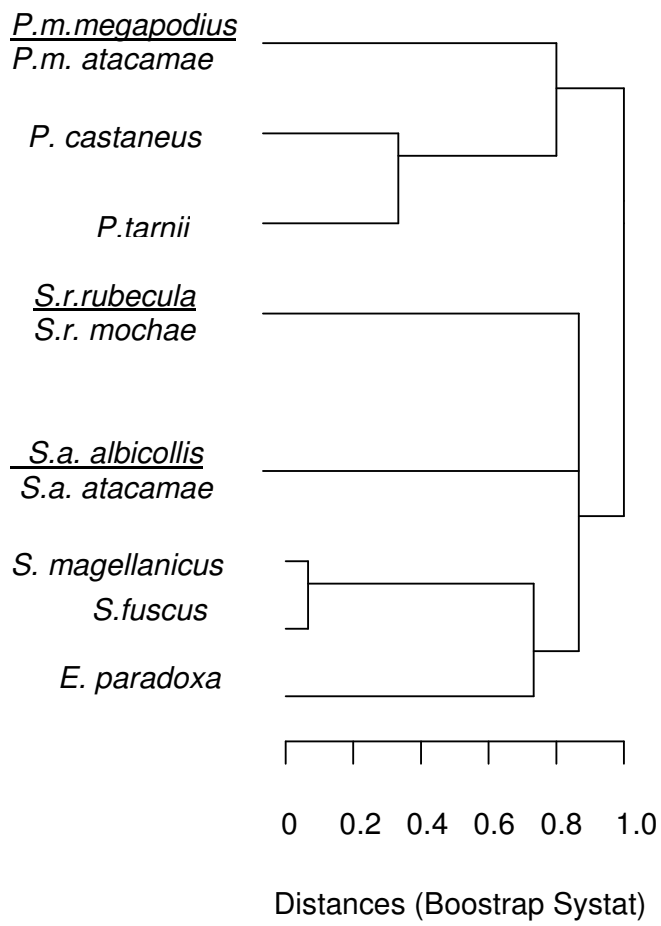 P.m.megapodius
P.m. atacamae
P. castaneus
P.tarnii
S.r.rubecula
S.r. mochae
S.a. albicollis
S.a. atacamae
S. magellanicus
S.fuscus
E. paradoxa
0 0.2 0.4 0.6 0.8 1.0
Distances (Boostrap Systat)